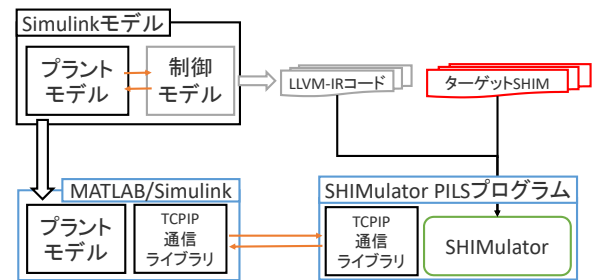 Simulinkモデル
プラント
モデル
制御
モデル
LLVM-IRコード
ターゲットSHIM
MATLAB/Simulink
プラント
モデル
TCPIP
通信
ライブラリ
SHIMulator PILSプログラム
TCPIP
通信
ライブラリ
SHIMulator